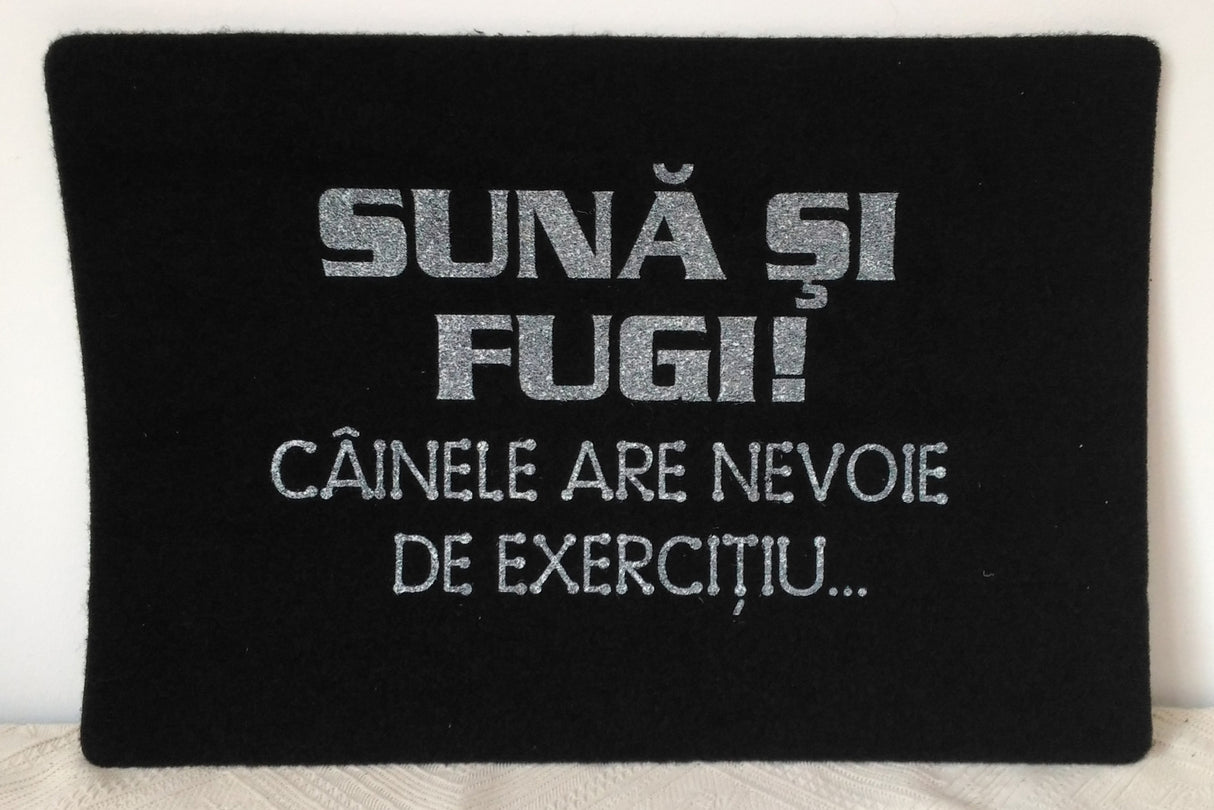 SUNĂ ŞI
FUGI!
CÂINELE ARE NEVOIE
DE EXERCIȚIU...